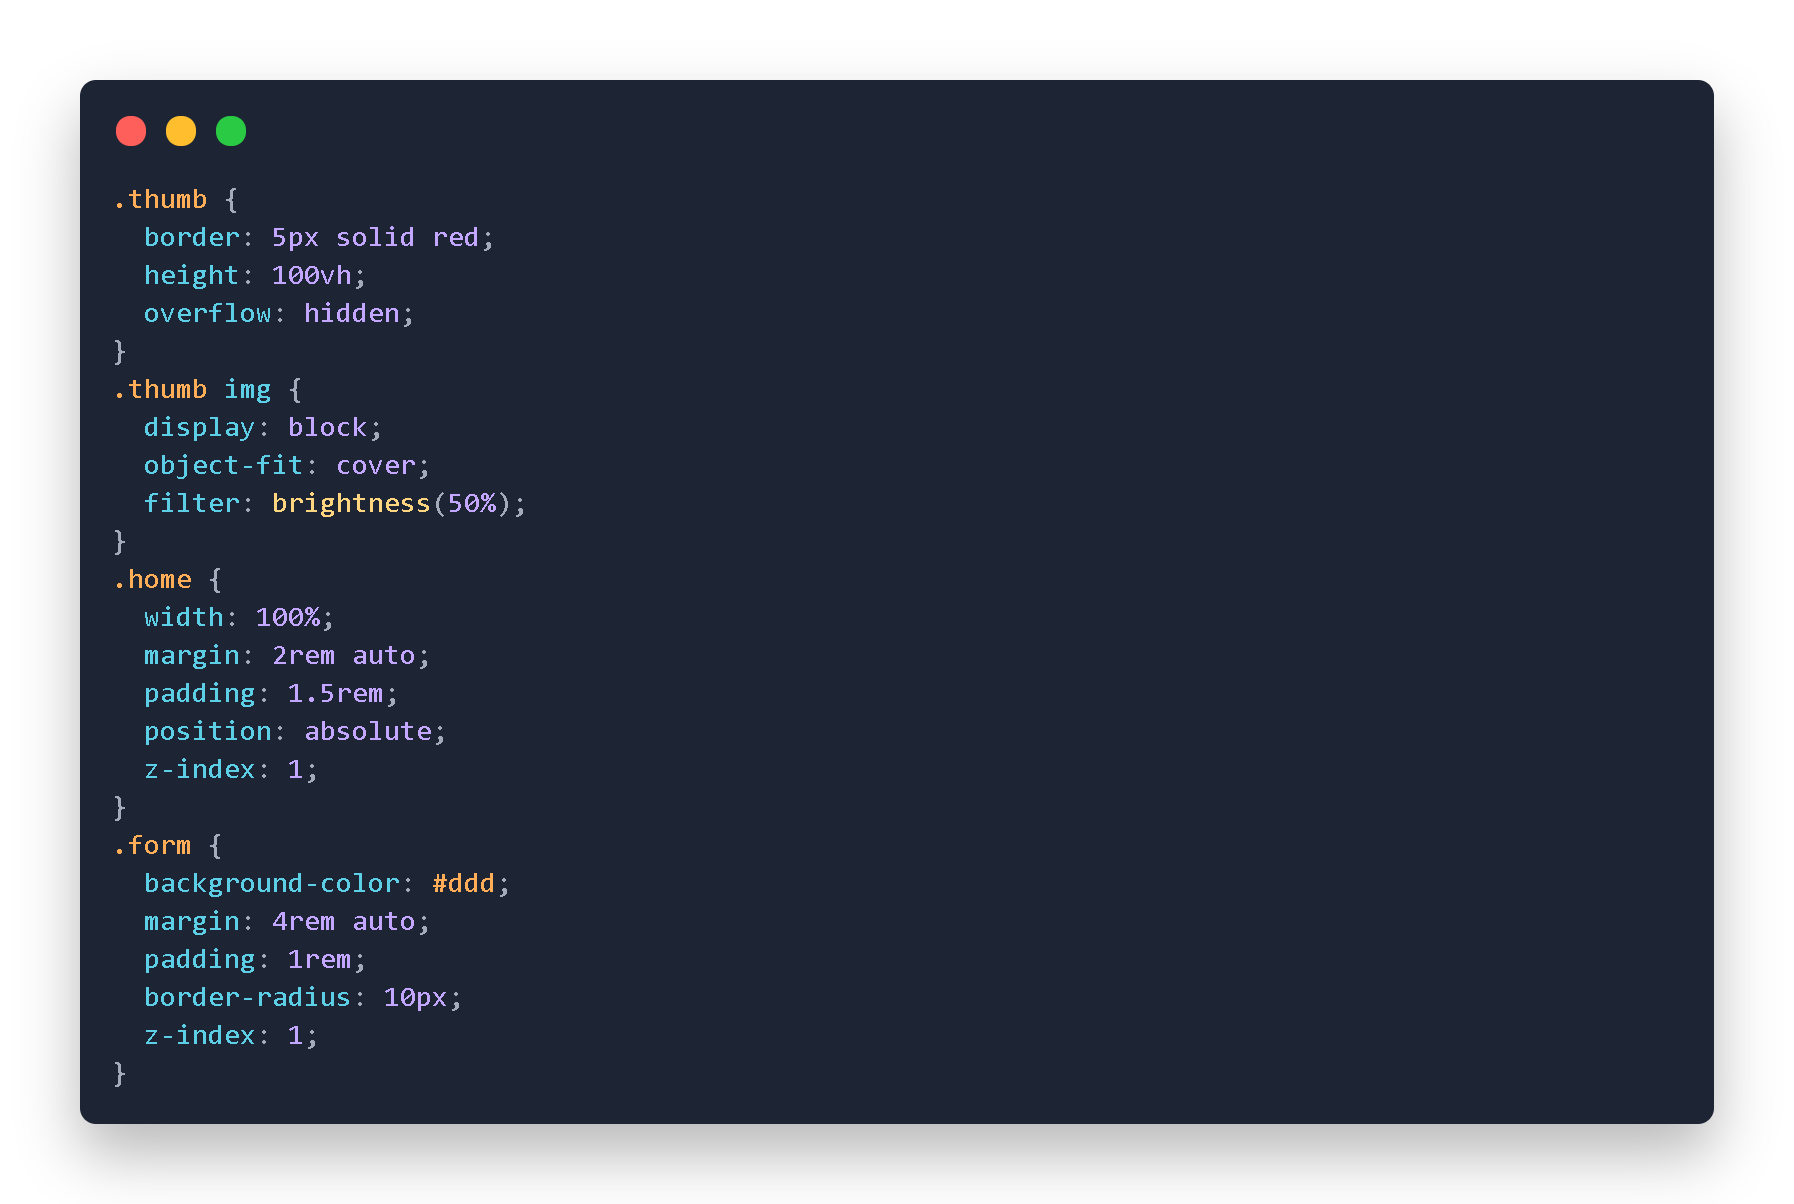 .thumb {
  border: 5px solid red;
  height: 100vh;
  overflow: hidden;
}
.thumb img {
  display: block;
  object-fit: cover;
  filter: brightness(50%);
}
.home {
  width: 100%;
  margin: 2rem auto;
  padding: 1.5rem;
  position: absolute;
  z-index: 1;
}
.form {
  background-color: #ddd;
  margin: 4rem auto;
  padding: 1rem;
  border-radius: 10px;
  z-index: 1;
}